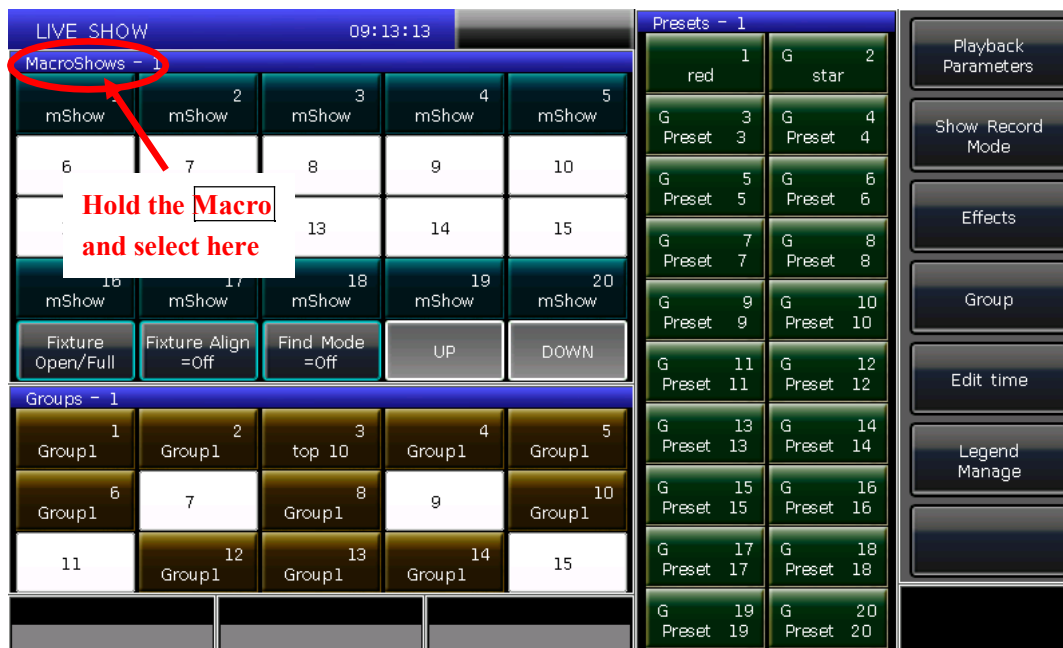 LIVE SHOW 09:13:13
MacroShows - 1
2 3 4 5
mShow mShow mShow mShow mShow
6 7 8 9 10
13 14 15
Hold the Macro
and select here
16 17 18 19 20
mShow mShow mShow mShow mShow
Fixture Open/Full
Fixture Align =Off
Find Mode =Off
UP
DOWN
Groups - 1
1 2 3 4 5
Group1 Group1 top 10 Group1 Group1
6 7 8 9 10
Group1 Group1 Group1
11 12 13 14 15
Group1 Group1 Group1
Presets - 1
1 G 2
red star
G 3 G 4
Preset 3 Preset 4
G 5 G 6
Preset 5 Preset 6
G 7 G 8
Preset 7 Preset 8
G 9 G 10
Preset 9 Preset 10
G 11 G 12
Preset 11 Preset 12
G 13 G 14
Preset 13 Preset 14
G 15 G 16
Preset 15 Preset 16
G 17 G 18
Preset 17 Preset 18
G 19 G 20
Preset 19 Preset 20
Playback
Parameters
Show Record
Mode
Effects
Group
Edit time
Legend
Manage